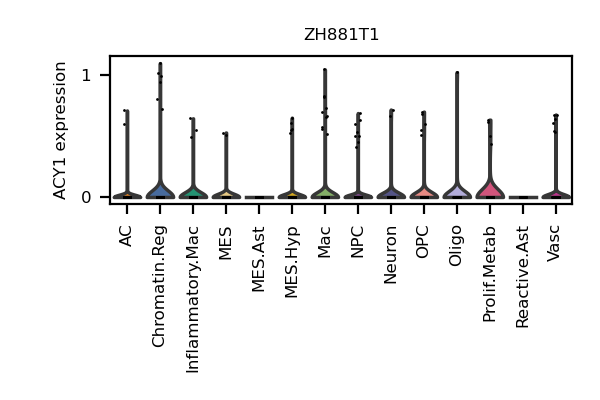 ZH881T1
ACY1 expression
1
0
AC
Chromatin.Reg
Inflammatory.Mac
MES
MES.Ast
MES.Hyp
Mac
NPC
Neuron
OPC
Oligo
Prolif.Metab
Reactive.Ast
Vasc